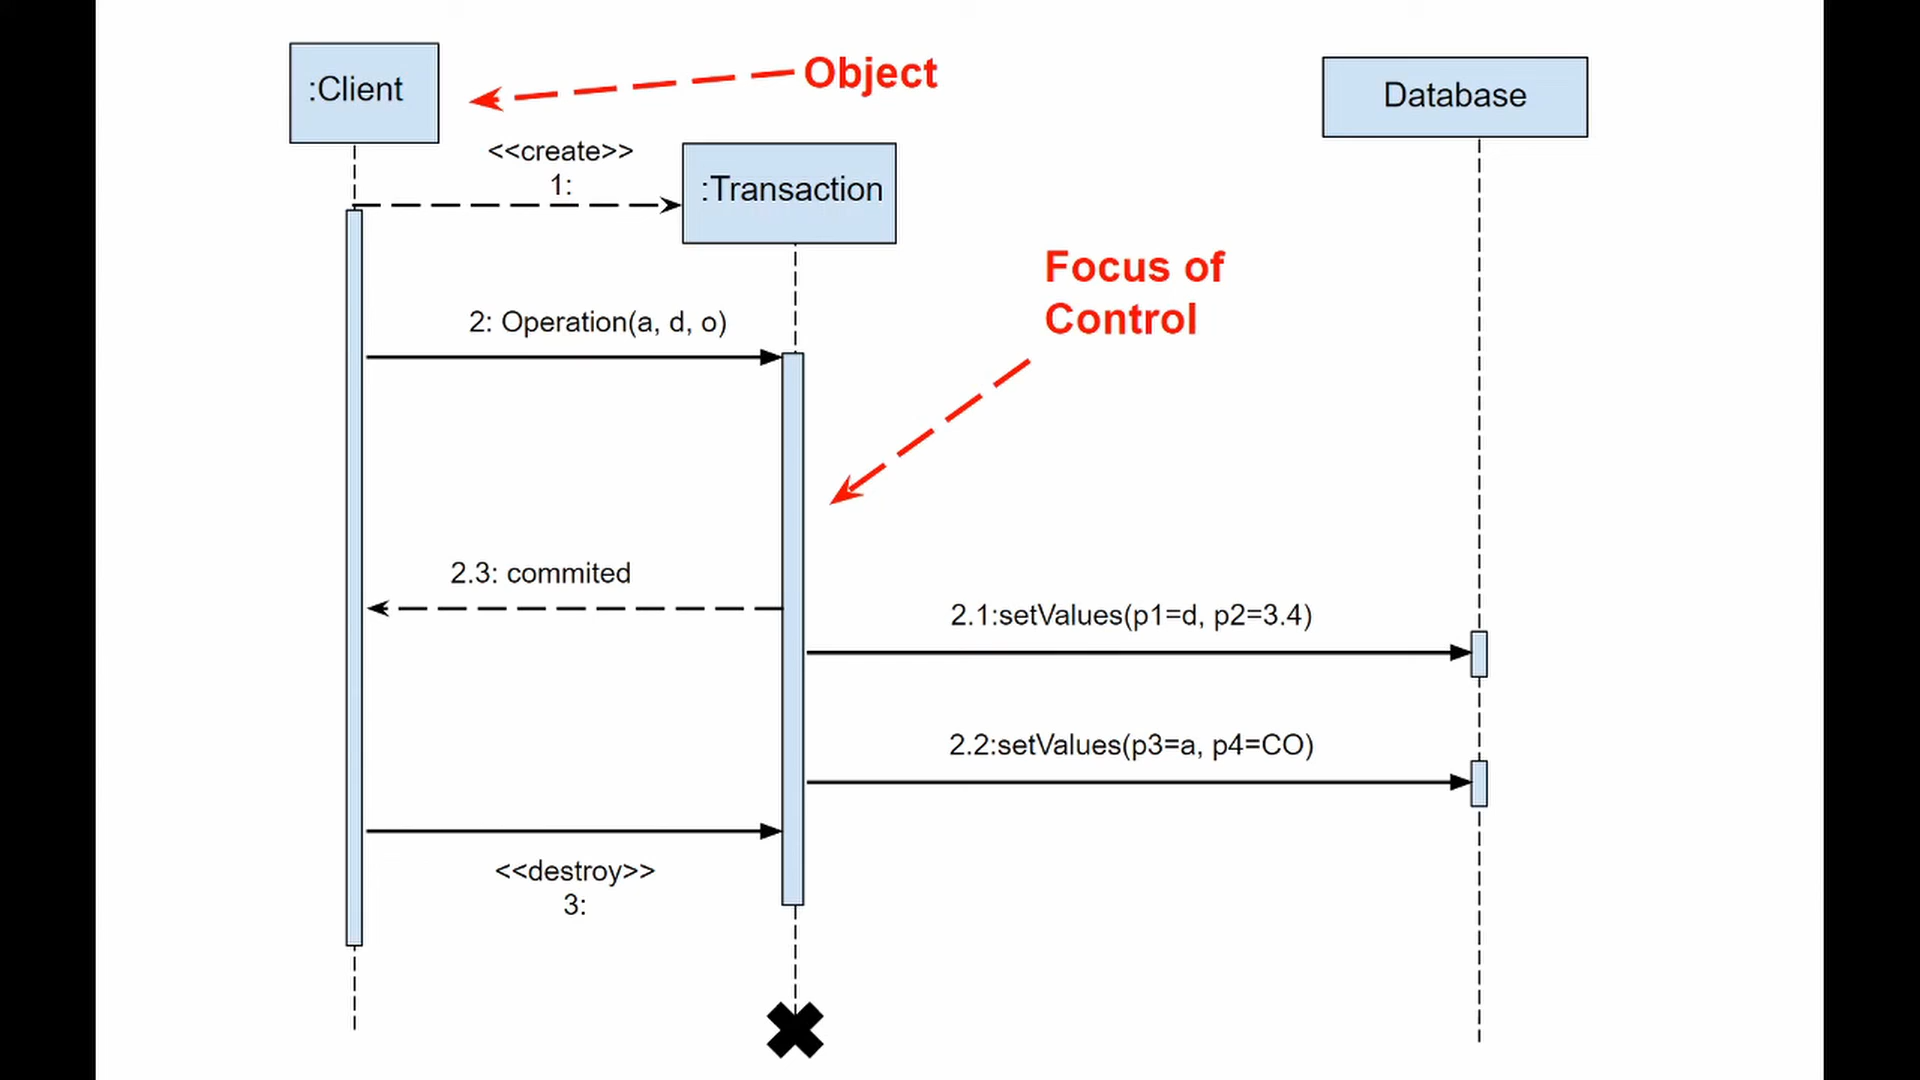 :Client
Object
Database
<<create>>
1:
:Transaction
Focus of
Control
2: Operation(a, d, o)
2.3: commited
2.1:setValues(p1=d, p2=3.4)
2.2:setValues(p3=a, p4=CO)
<<destroy>>
3: